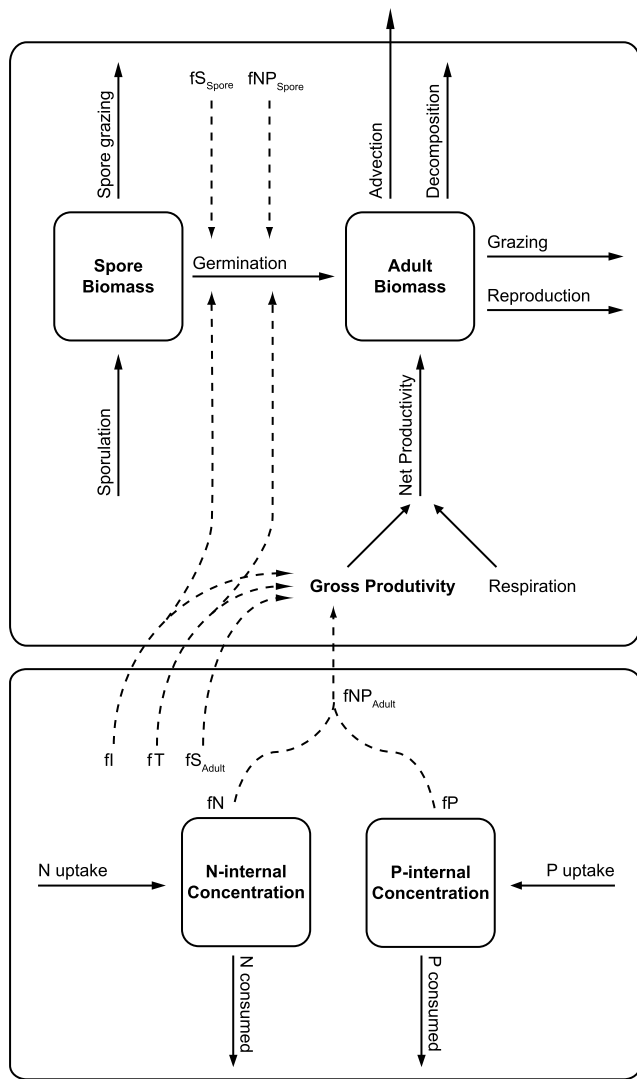 fS Spore
fNP Spore
Spore grazing
Advection
Decomposition
Spore
Biomass
Germination
Adult
Biomass
Grazing
Reproduction
Sporulation
Net Productivity
Gross Produtivity
Respiration
fNP Adult
fI
fT
fS Adult
fN
fP
N uptake
N-internal
Concentration
P-internal
Concentration
P uptake
N consumed
P consumed